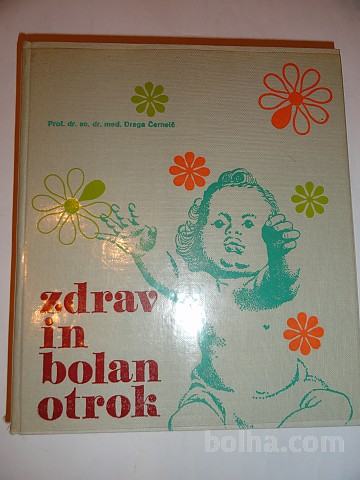 Prof. dr. sc. dr. med. Draga Černelč
zdrav
in
bolan
otrok
bolha.com